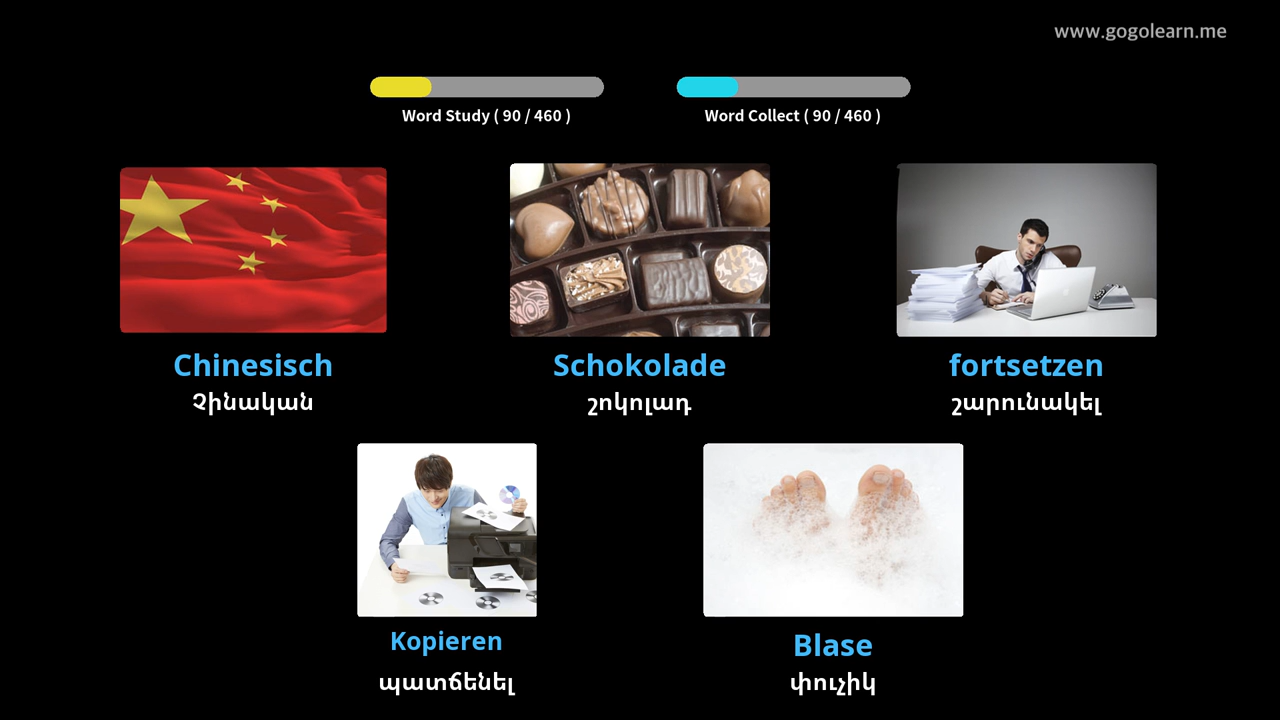 www.gogolearn.me
Word Study ( 90 / 460 )
Word Collect ( 90 / 460 )
Chinesisch
Չինական
Schokolade
շոկոլադ
fortsetzen
շարունակել
Kopieren
պատճենել
Blase
փուչիկ